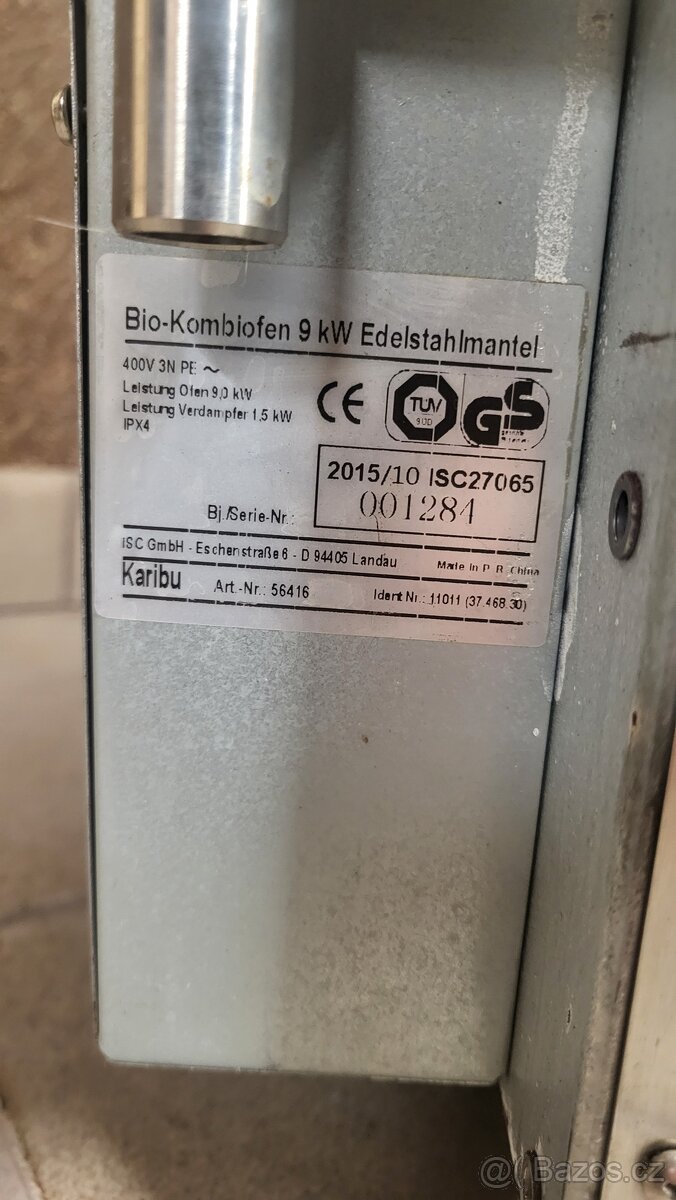 Bio-Kombiofen 9 kW Edelstahlmantel
400V 3N PE ~
Leistung Ofen 9,0 kW
Leistung Verdampfer 1,5 kW
IPX4
CE
TÜV
SÜD
GS
geprüfte
Sicherheit
2015/10 ISC27065
Bj./Serie-Nr.: 001284
ISC GmbH - Eschenstraße 6 - D 94405 Landau Made in P. R. China
Karibu Art.-Nr.: 56416 Ident Nr.: 11011 (37.468.30)
@ Bazos.cz